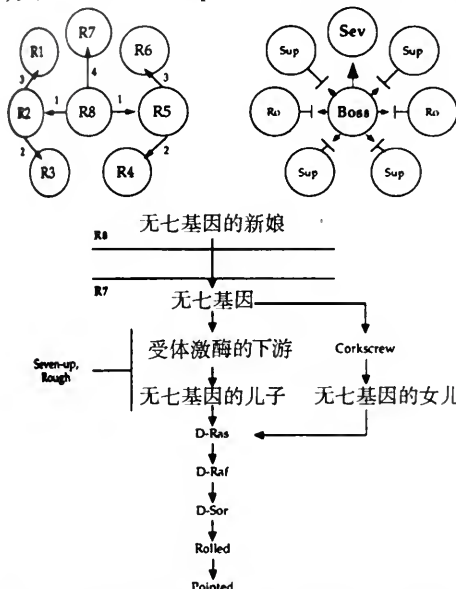 R7
R1
R6
3
4
3
R2
1
R8
1
R5
2
2
R3
R4
Sev
Sup
Sup
Ro
Boss
Ro
Sup
Sup
无七基因的新娘
R8
R7
无七基因
受体激酶的下游
Corkscrew
Seven-up,
Rough
无七基因的儿子
无七基因的女儿
D-Ras
D-Raf
D-Sor
Rolled
Pointed